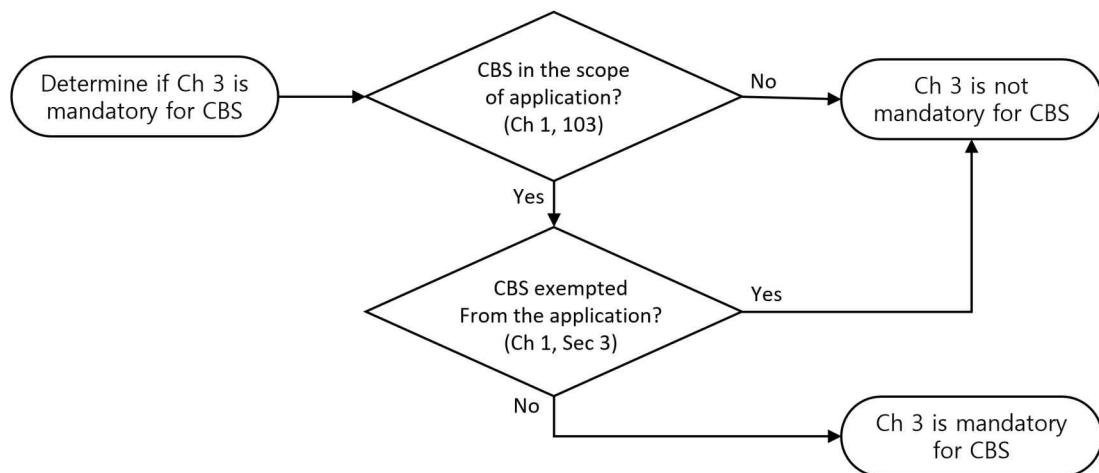 Determine if Ch 3 is
mandatory for CBS
CBS in the scope
of application?
(Ch 1, 103)
No
Ch 3 is not
mandatory for CBS
Yes
CBS exempted
From the application?
(Ch 1, Sec 3)
Yes
No
Ch 3 is mandatory
for CBS